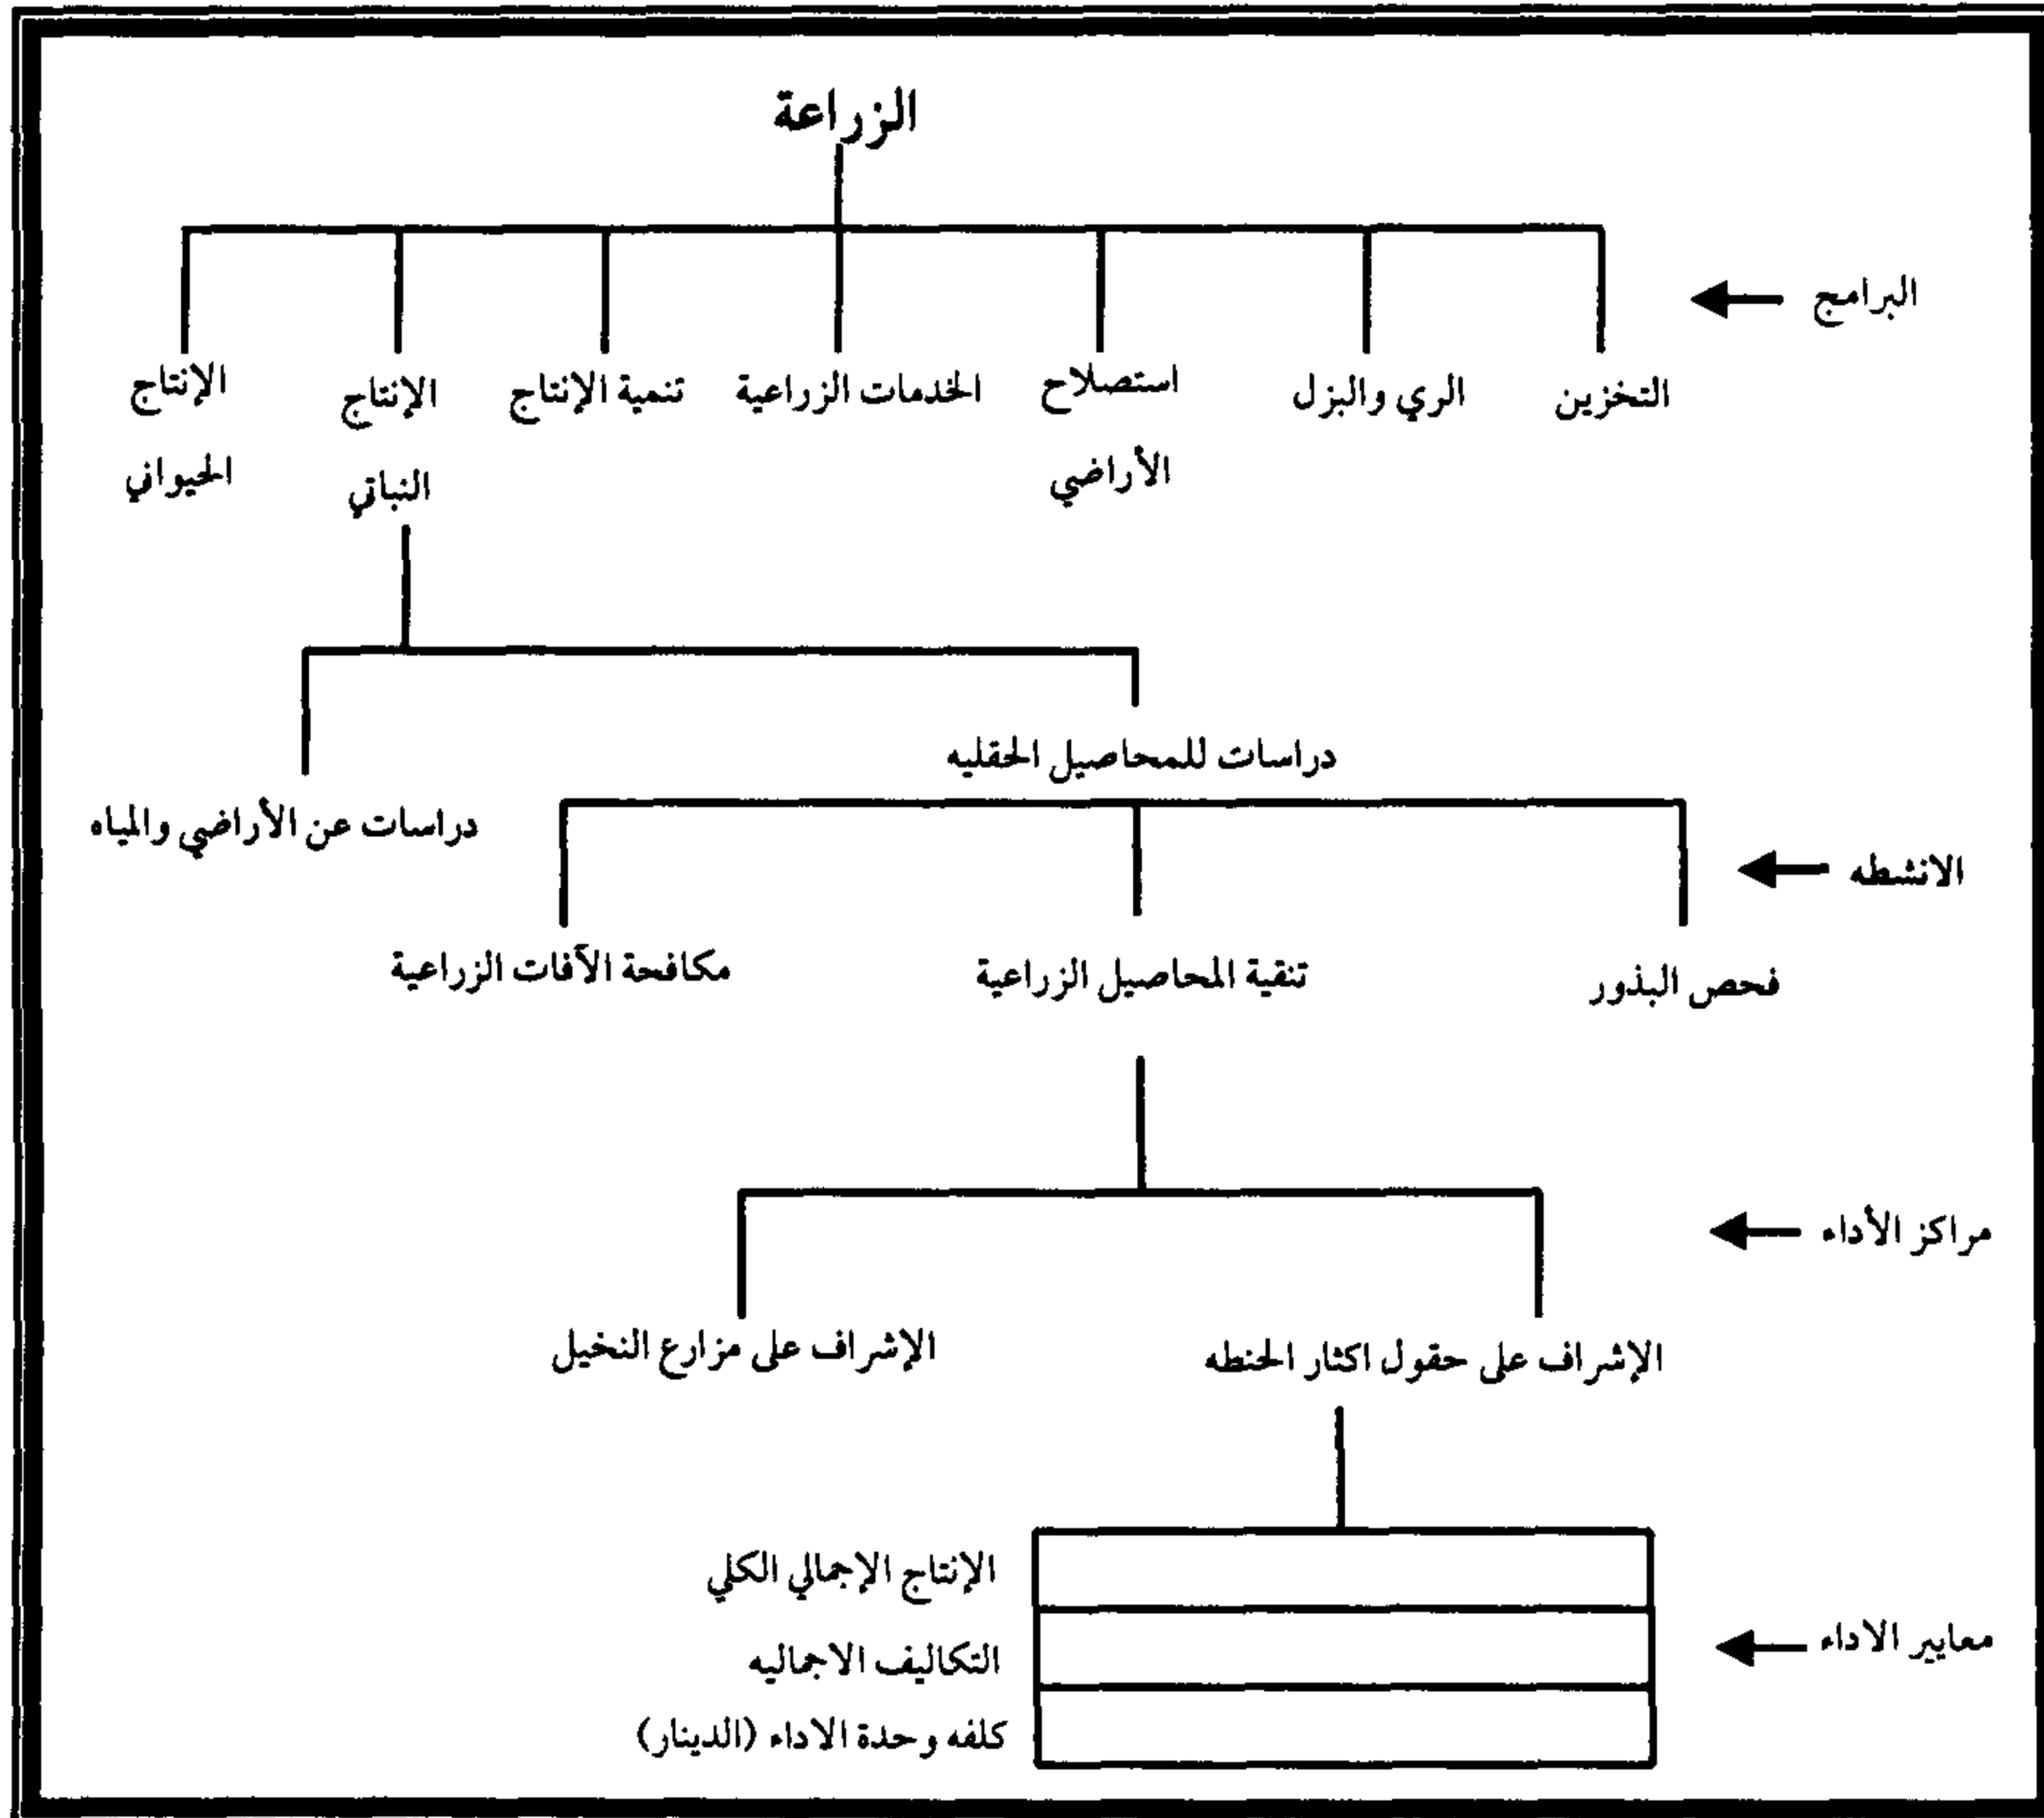 الزراعة
البرامج
التخزين
الري والبزل
استصلاح
الأراضي
الخدمات الزراعية
تنمية الإنتاج
الإنتاج
النباتي
الإنتاج
الحيواني
دراسات للمحاصيل الحقليه
دراسات عن الأراضي والمياه
الانشطه
فحص البذور
تنقية المحاصيل الزراعية
مكافحة الآفات الزراعية
مراكز الأداء
الإشراف على حقول اكثار الحنطه
الإشراف على مزارع النخيل
معايير الاداء
الإنتاج الإجمالي الكلي
التكاليف الاجماليه
كلفه وحدة الاداء (الدينار)